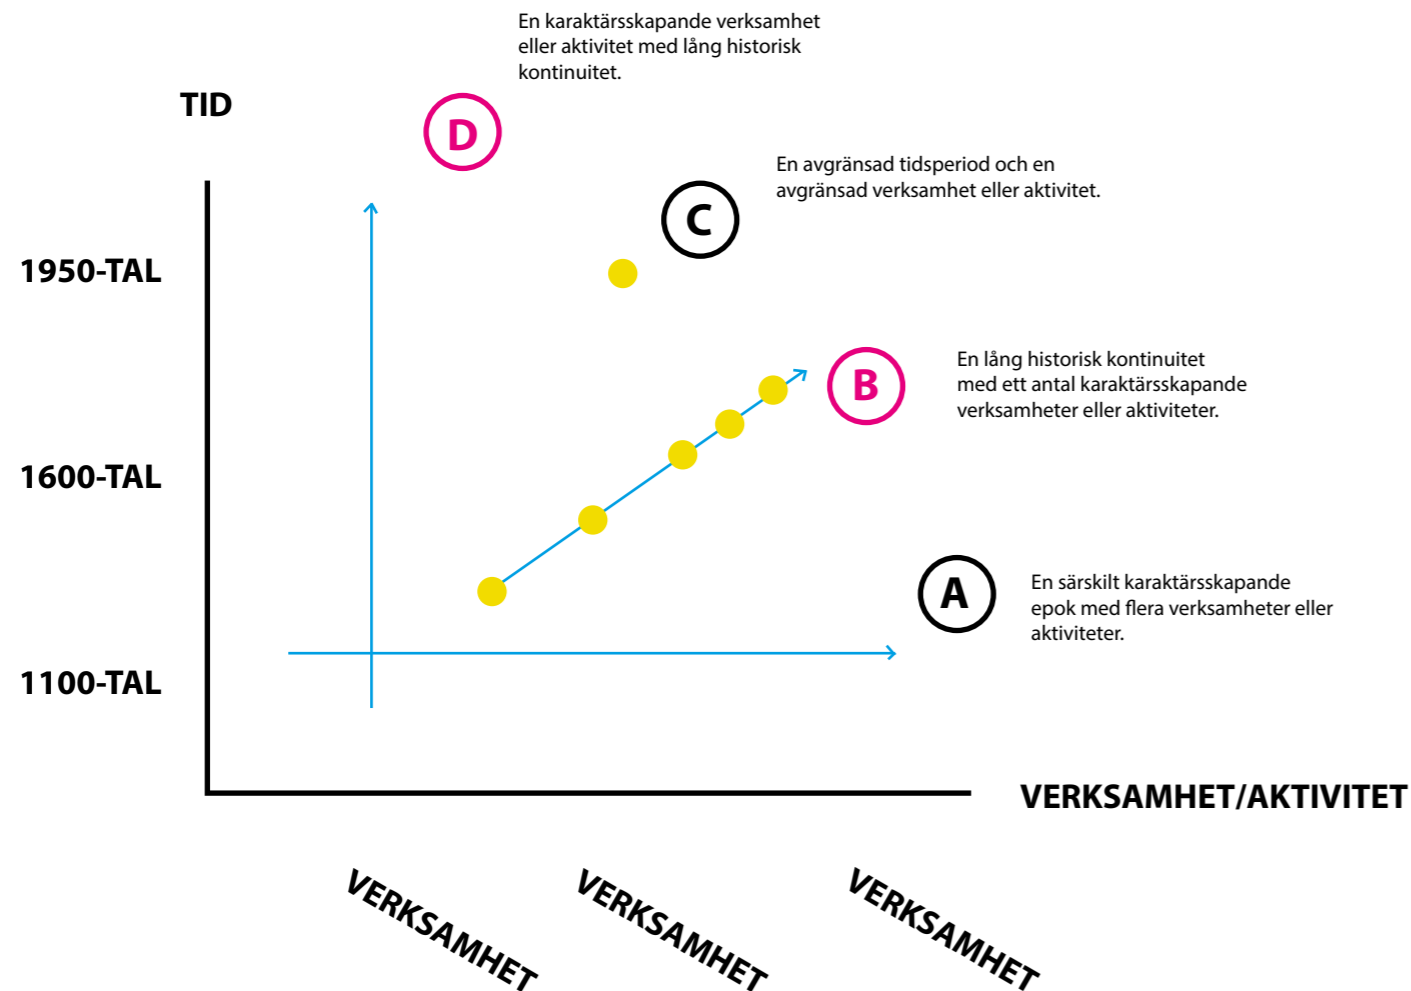 En karaktärsskapande verksamhet
eller aktivitet med lång historisk
kontinuitet.
TID
D
En avgränsad tidsperiod och en
avgränsad verksamhet eller aktivitet.
C
1950-TAL
B
En lång historisk kontinuitet
med ett antal karaktärsskapande
verksamheter eller aktiviteter.
1600-TAL
A
En särskilt karaktärsskapande
epok med flera verksamheter eller
aktiviteter.
1100-TAL
VERKSAMHET/AKTIVITET
VERKSAMHET
VERKSAMHET
VERKSAMHET